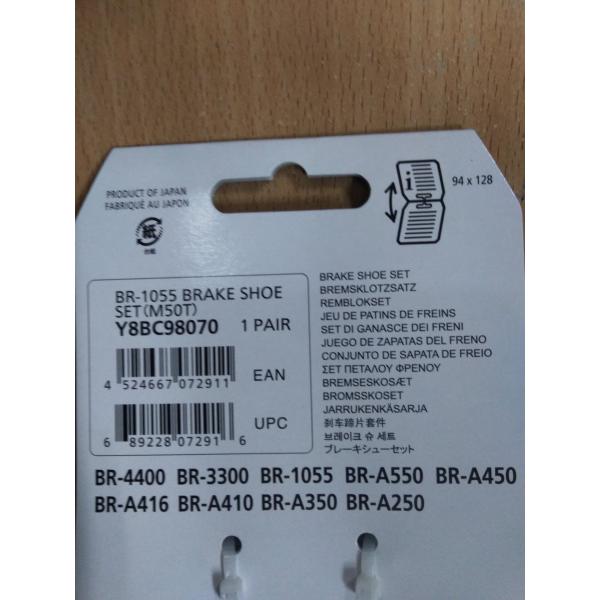 PRODUCT OF JAPAN
FABRIQUÉ AU JAPON
紙
台紙
i
94 x 128
BR-1055 BRAKE SHOE
SET(M50T)
Y8BC98070 1 PAIR
4 524667 072911
EAN
6 89228 07291 6
UPC
BRAKE SHOE SET
BREMSKLOTZSATZ
REMBLOKSET
JEU DE PATINS DE FREINS
SET DI GANASCE DEI FRENI
JUEGO DE ZAPATAS DEL FRENO
CONJUNTO DE SAPATA DE FREIO
ΣΕΤ ΠΕΤΑΛΟΥ ΦΡΕΝΟΥ
BREMSESKOSÆT
BROMSSKOSET
JARRUKENKÄSARJA
刹车蹄片套件
브레이크 슈 세트
ブレーキシューセット
BR-4400 BR-3300 BR-1055 BR-A550 BR-A450
BR-A416 BR-A410 BR-A350 BR-A250